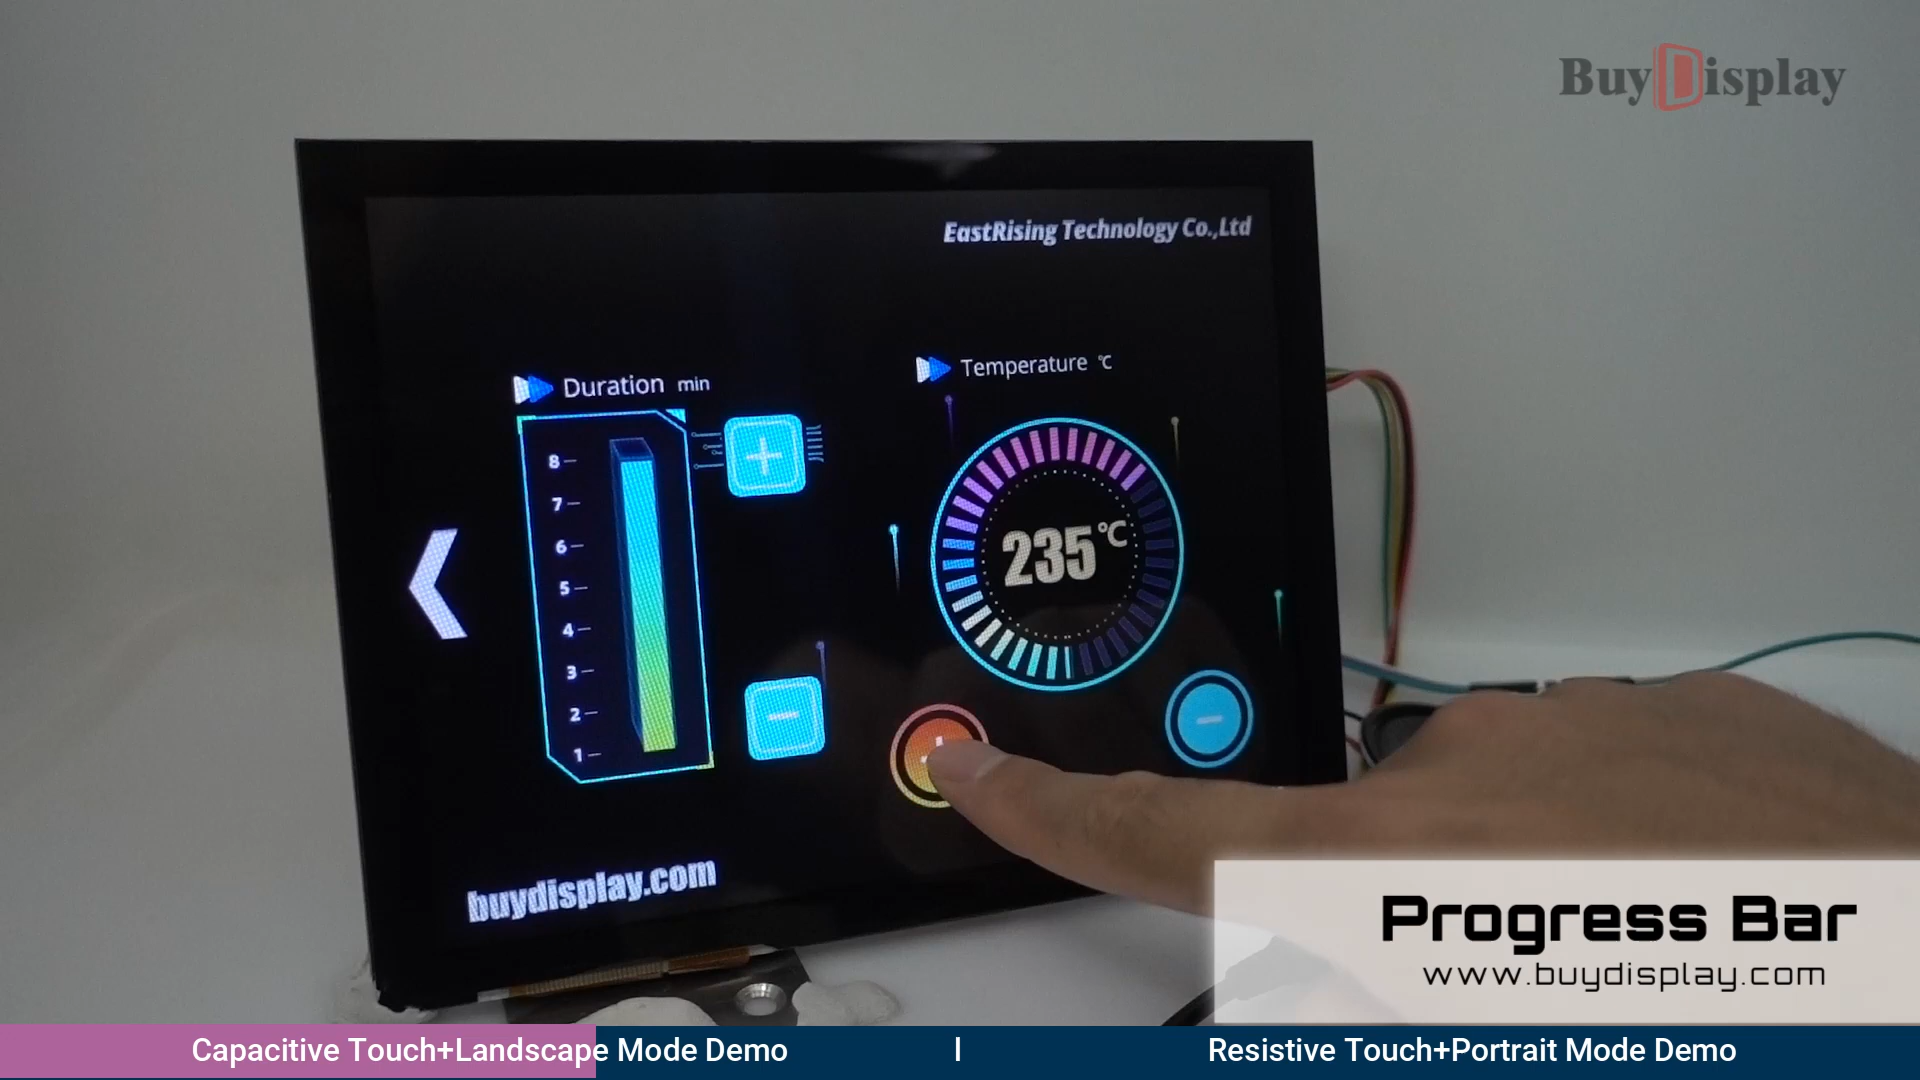 BuyDisplay
EastRising Technology Co.,Ltd
Duration min
8
7
6
5
4
3
2
1
+
−
Temperature ℃
235℃
−
buydisplay.com
Progress Bar
www.buydisplay.com
Capacitive Touch+Landscape Mode Demo | Resistive Touch+Portrait Mode Demo